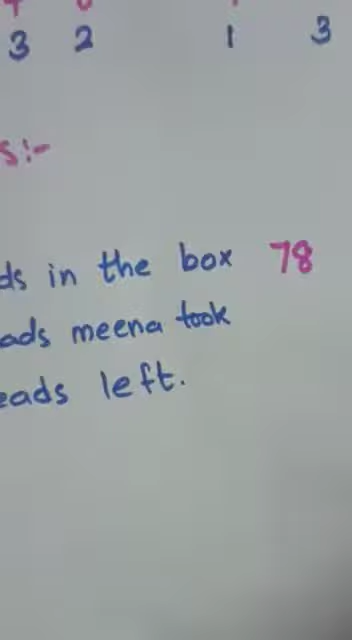 3 2 1 3
s:-
ds in the box 78
ads meena took
eads left.